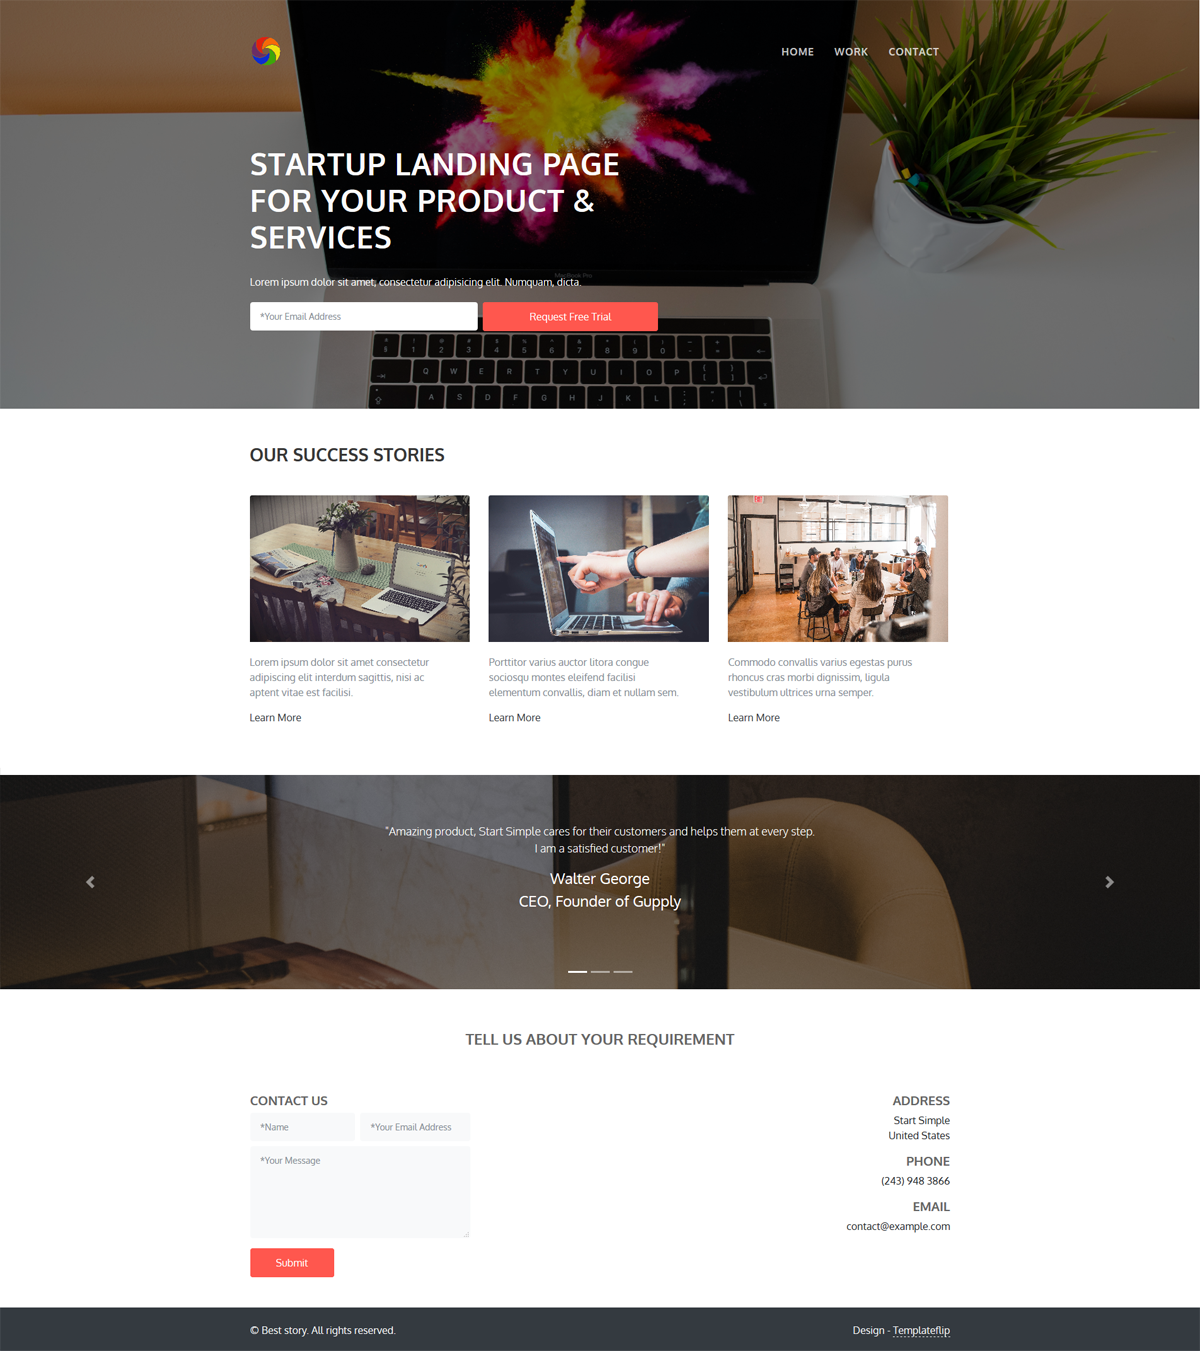 HOME WORK CONTACT
STARTUP LANDING PAGE
FOR YOUR PRODUCT &
SERVICES
MacBook Pro
Lorem ipsum dolor sit amet, consectetur adipisicing elit. Numquam, dicta.
*Your Email Address Request Free Trial
Q W E R T Y U I O P
A S D F G H J K L
OUR SUCCESS STORIES
Lorem ipsum dolor sit amet consectetur
adipiscing elit interdum sagittis, nisi ac
aptent vitae est facilisi.
Learn More
Porttitor varius auctor litora congue
sociosqu montes eleifend facilisi
elementum convallis, diam et nullam sem.
Learn More
Commodo convallis varius egestas purus
rhoncus cras morbi dignissim, ligula
vestibulum ultrices urna semper.
Learn More
"Amazing product, Start Simple cares for their customers and helps them at every step.
I am a satisfied customer!"
Walter George
CEO, Founder of Gupply
TELL US ABOUT YOUR REQUIREMENT
CONTACT US
*Name *Your Email Address
*Your Message
Submit
ADDRESS
Start Simple
United States
PHONE
(243) 948 3866
EMAIL
contact@example.com
© Best story. All rights reserved.
Design - Templateflip